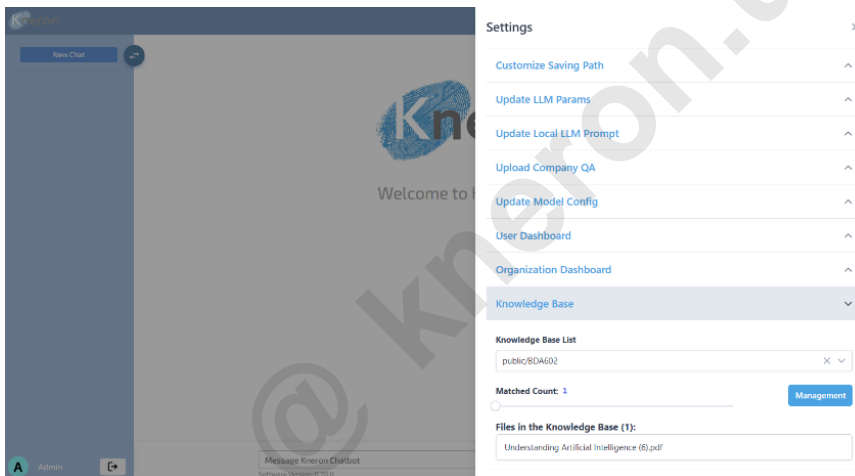 Kneron
New Chat
Kne
Welcome to
Message Kneron Chatbot
A Admin
Settings
Customize Saving Path
Update LLM Params
Update Local LLM Prompt
Upload Company QA
Update Model Config
User Dashboard
Organization Dashboard
Knowledge Base
Knowledge Base List
public/BDA602
Matched Count: 1
Management
Files in the Knowledge Base (1):
Understanding Artificial Intelligence (6).pdf
@ kneron.